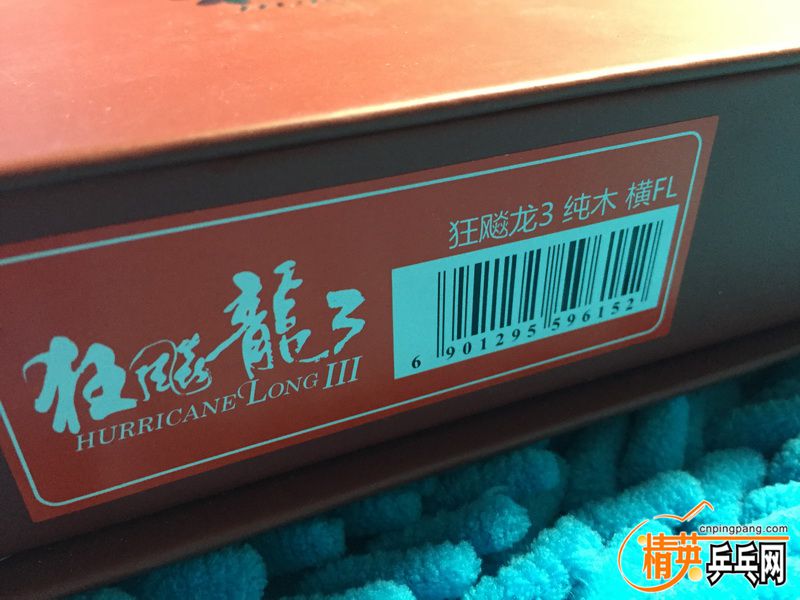 狂飚龙3 纯木 横FL
6 901295 596152
狂飚龍3
HURRICANE LONG III
cnpingpang.com
精英乒乓网